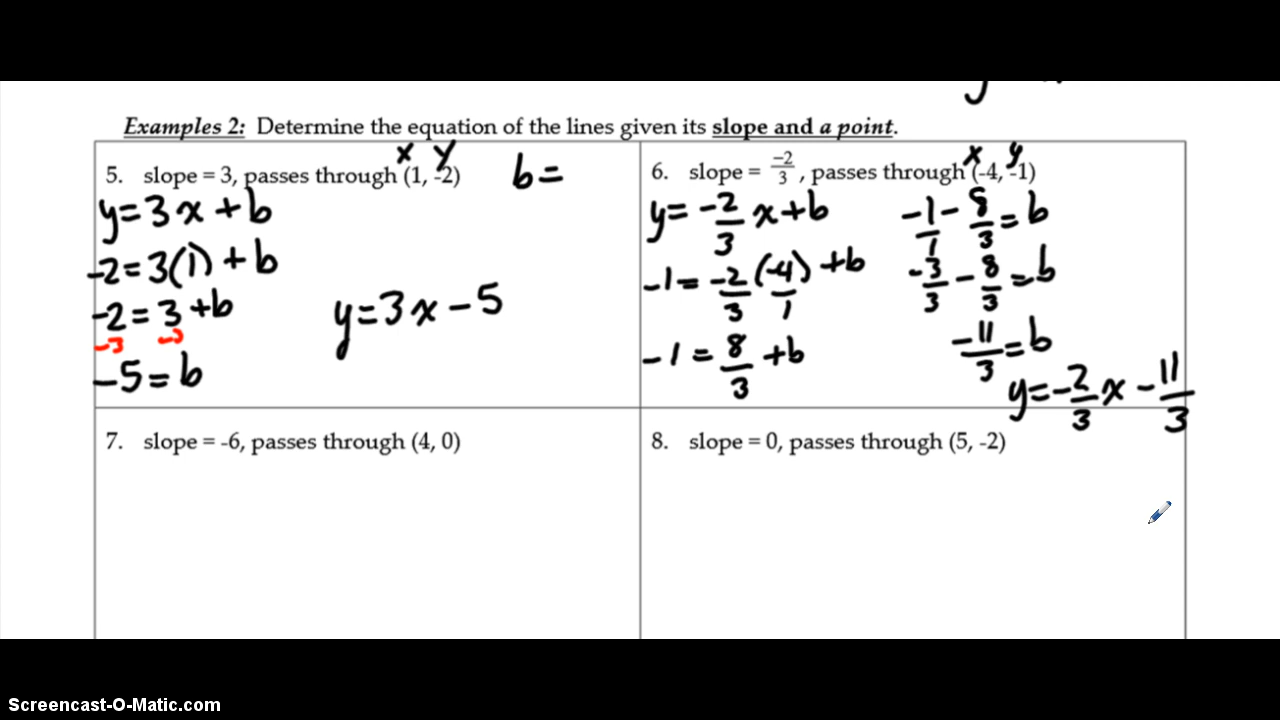 Examples 2: Determine the equation of the lines given its slope and a point.
5. slope = 3, passes through (1, -2)
x y
b =
y = 3x + b
-2 = 3(1) + b
-2 = 3 + b
-3 -3
-5 = b
y = 3x - 5
6. slope = -2/3, passes through (-4, -1)
x y
y = -2/3 x + b
-1 = -2/3 (-4/1) + b
-1 = 8/3 + b
-1/1 - 8/3 = b
-3/3 - 8/3 = b
-11/3 = b
y = -2/3 x - 11/3
7. slope = -6, passes through (4, 0)
8. slope = 0, passes through (5, -2)
Screencast-O-Matic.com